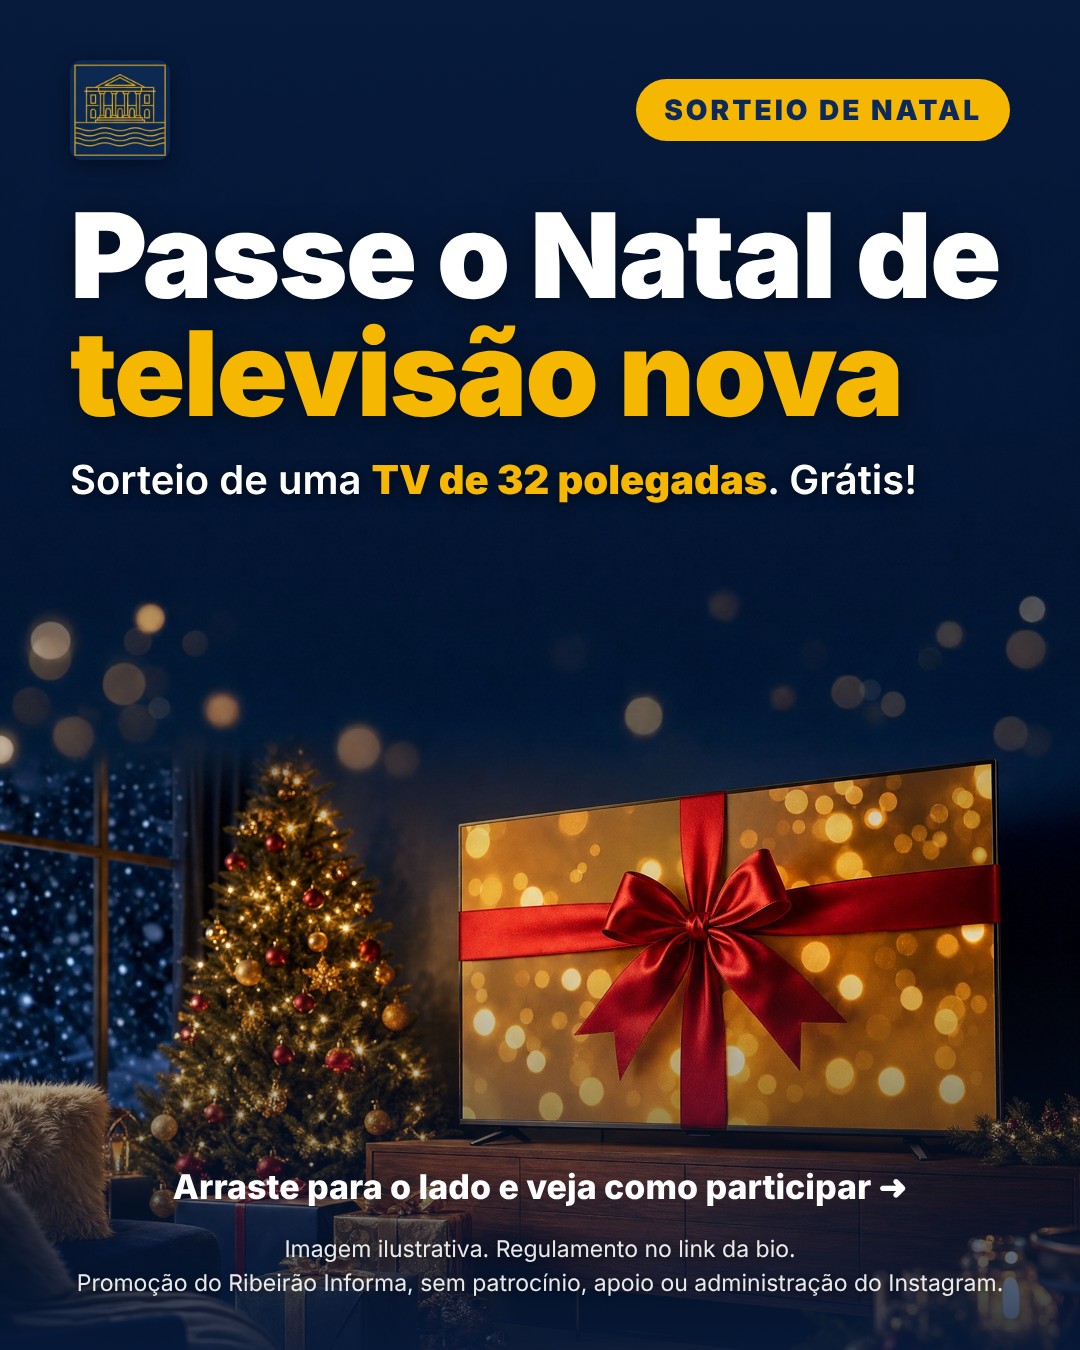 SORTEIO DE NATAL
Passe o Natal de
televisão nova
Sorteio de uma TV de 32 polegadas. Grátis!
Arraste para o lado e veja como participar ➜
Imagem ilustrativa. Regulamento no link da bio.
Promoção do Ribeirão Informa, sem patrocínio, apoio ou administração do Instagram.